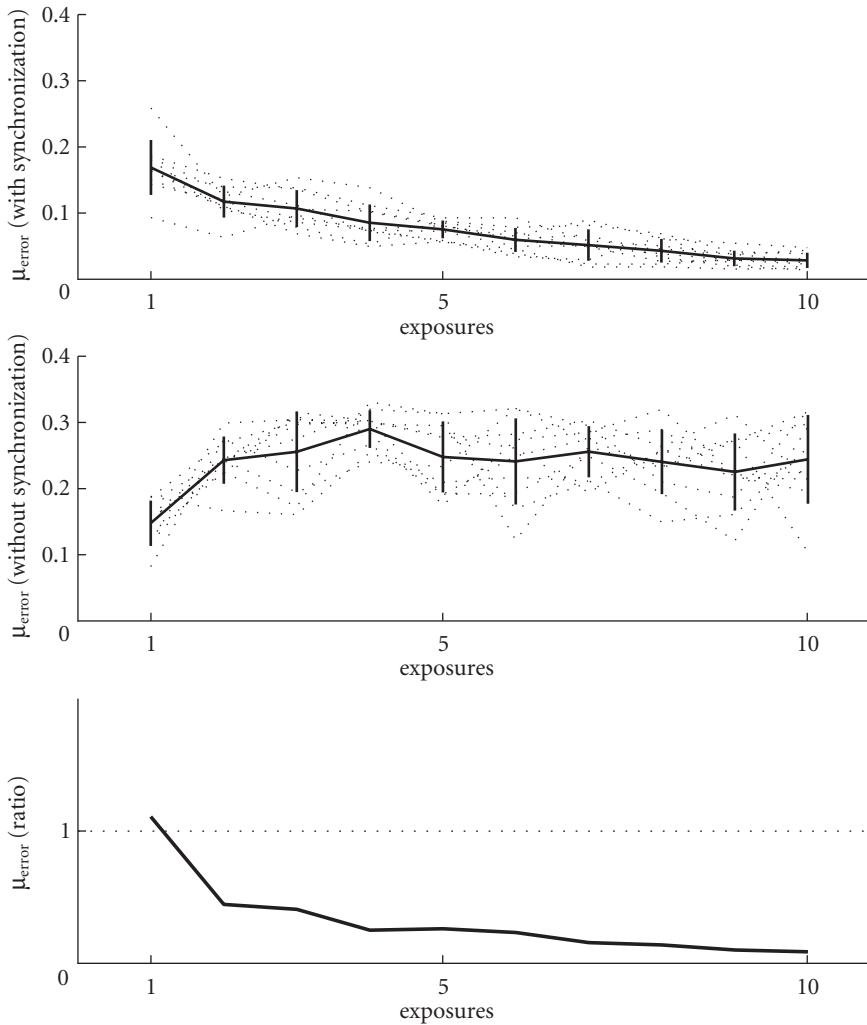 0.4
0.3
0.2
0.1
0
μerror (with synchronization)
1 5 10
exposures
0.4
0.3
0.2
0.1
0
μerror (without synchronization)
1 5 10
exposures
1
0
μerror (ratio)
1 5 10
exposures